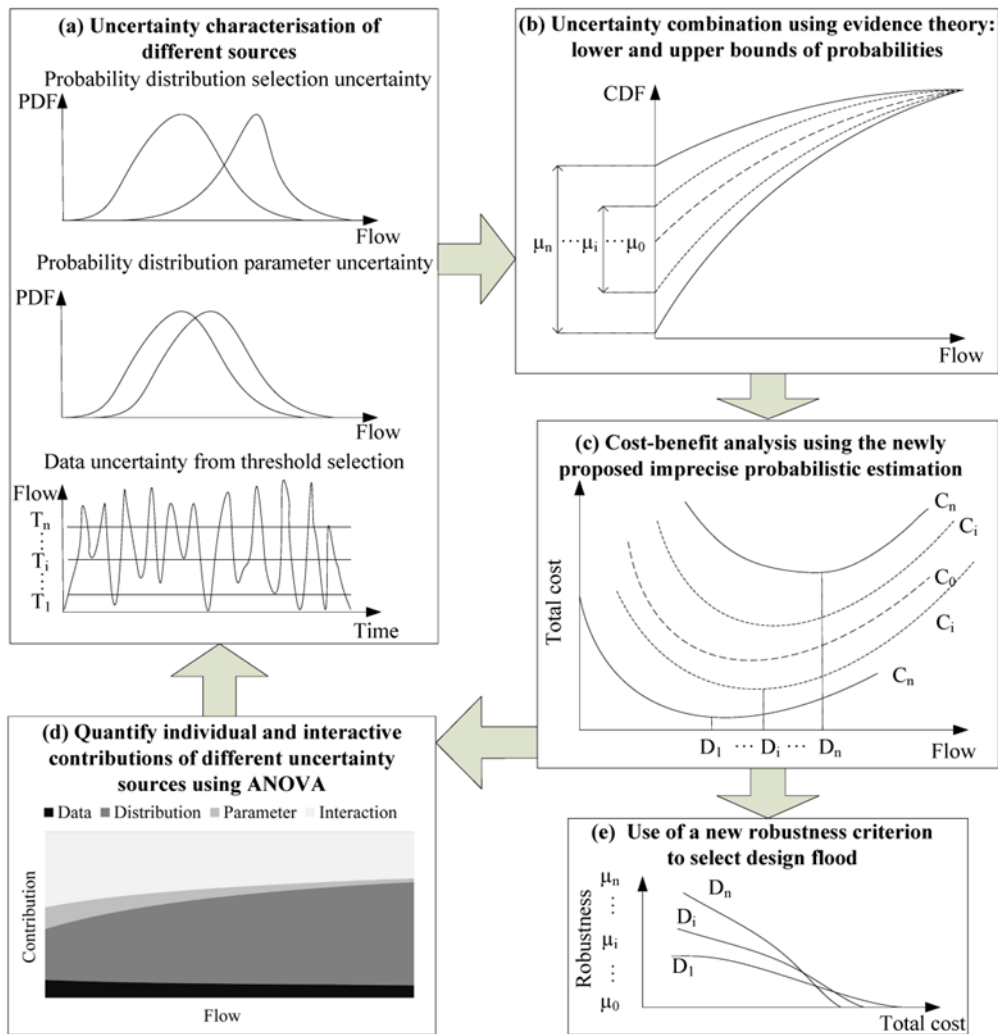 (a) Uncertainty characterisation of
different sources
Probability distribution selection uncertainty
PDF
Flow
Probability distribution parameter uncertainty
PDF
Flow
Data uncertainty from threshold selection
Flow
Tn
Ti
T1
Time
(b) Uncertainty combination using evidence theory:
lower and upper bounds of probabilities
CDF
μn ··· μi ··· μ0
Flow
(c) Cost-benefit analysis using the newly
proposed imprecise probabilistic estimation
Total cost
Cn
Ci
C0
Ci
Cn
D1 ··· Di ··· Dn
Flow
(d) Quantify individual and interactive
contributions of different uncertainty
sources using ANOVA
Data Distribution Parameter Interaction
Contribution
Flow
(e) Use of a new robustness criterion
to select design flood
Robustness
μn
μi
μ0
Dn
Di
D1
Total cost